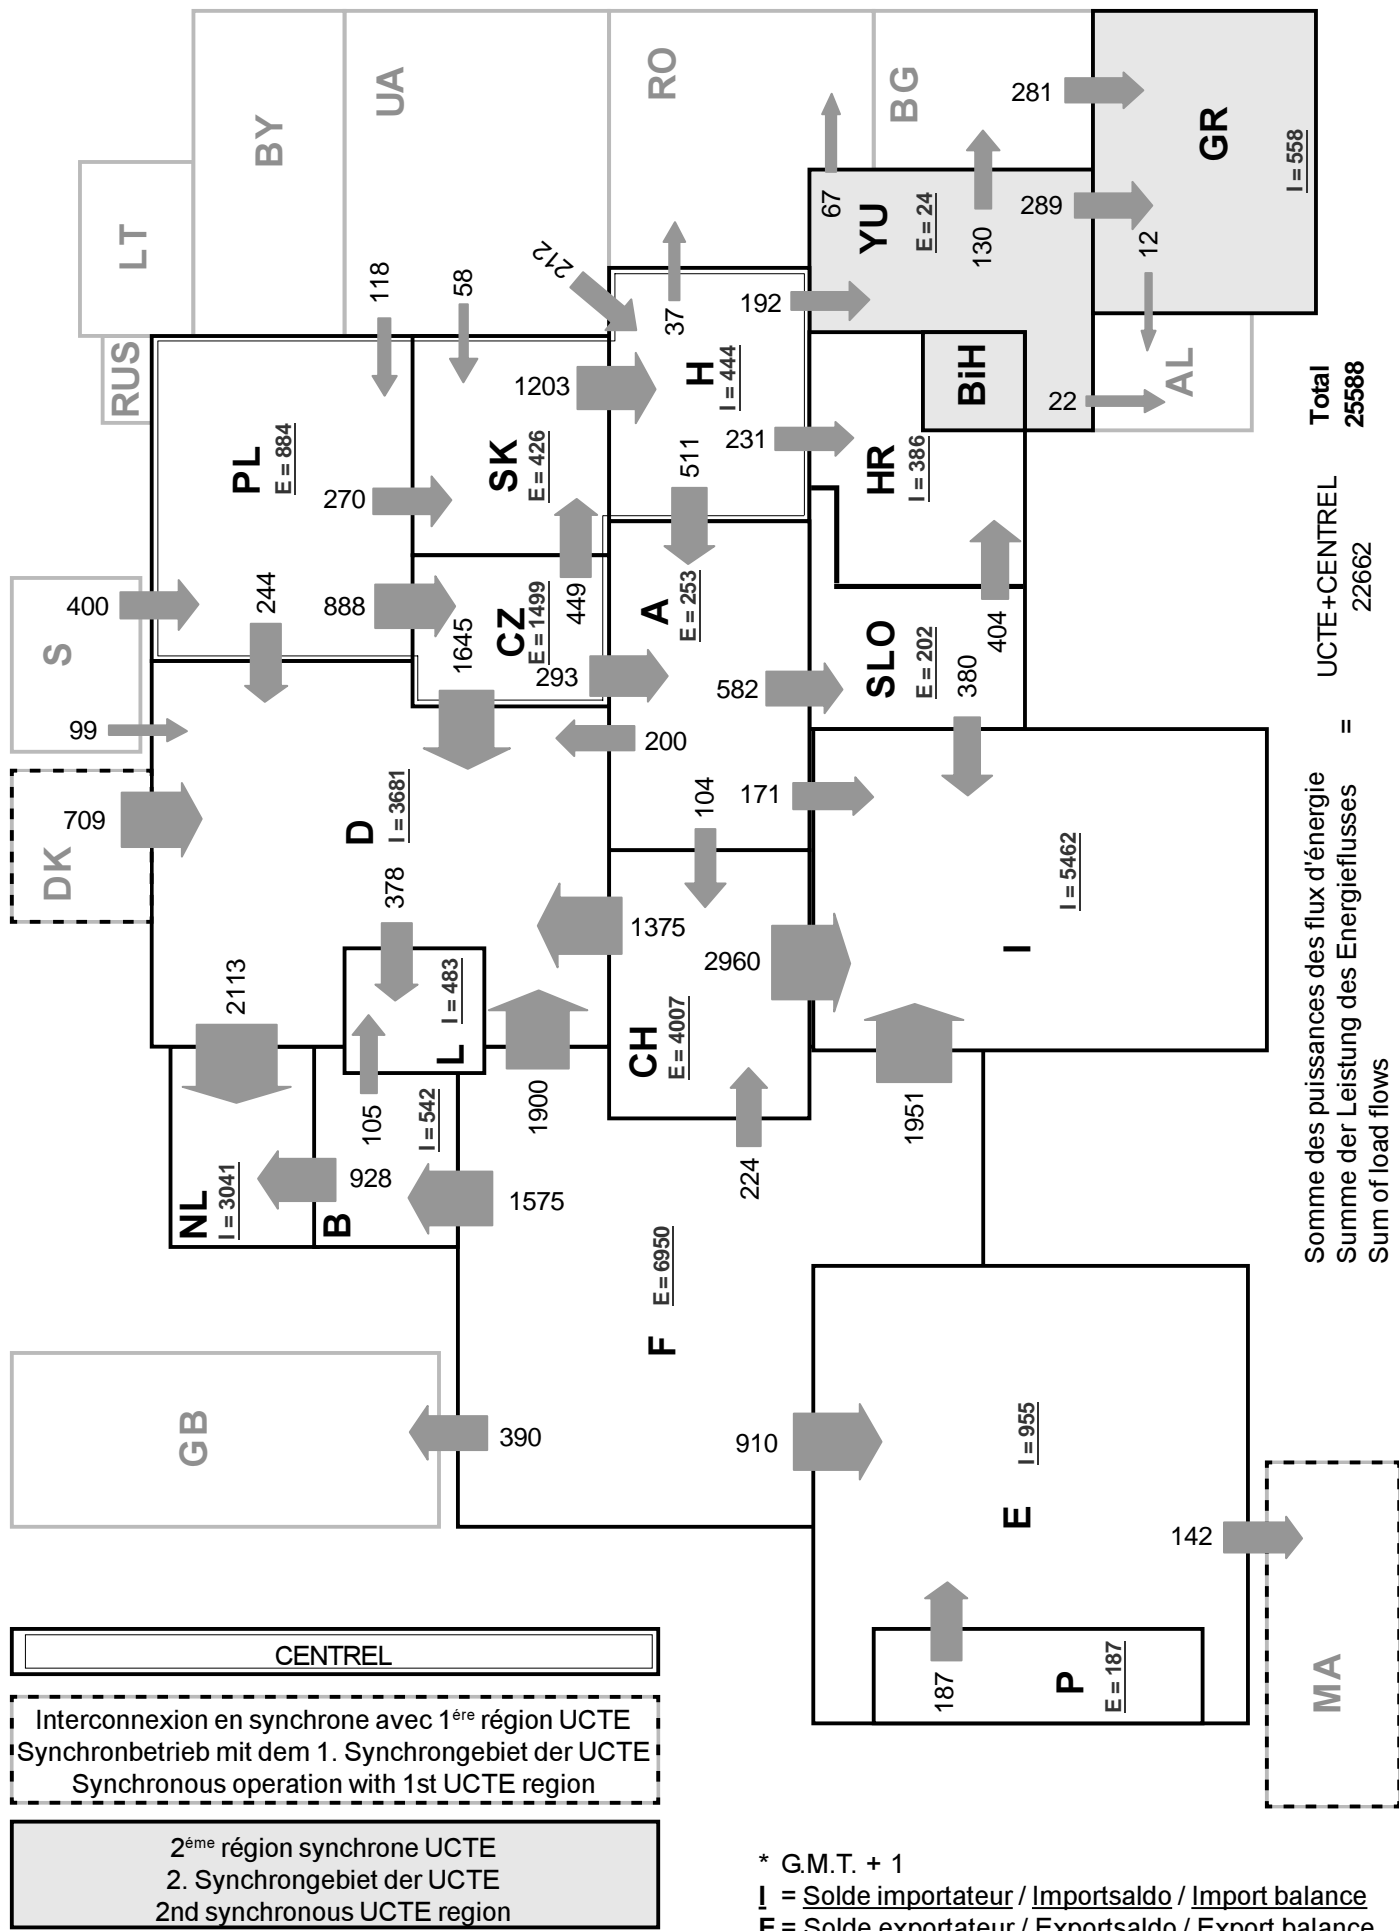 BY
UA
RO
BG
281
GR
I = 558
LT
118
58
212
37
67
YU
E = 24
130
289
12
192
RUS
PL
E = 884
270
SK
E = 426
1203
H
I = 444
231
511
BiH
22
AL
HR
I = 386
Total
25588
S
400
244
888
1645
CZ
E = 1499
449
293
A
E = 253
582
SLO
E = 202
380
404
UCTE+CENTREL
22662
=
99
200
DK
709
D
I = 3681
378
104
171
2113
1375
2960
I
I = 5462
L
I = 483
CH
E = 4007
105
1900
224
1951
NL
I = 3041
928
B
I = 542
1575
F
E = 6950
GB
390
910
E
I = 955
142
MA
187
P
E = 187
Somme des puissances des flux d'énergie
Summe der Leistung des Energieflusses
Sum of load flows
CENTREL
Interconnexion en synchrone avec 1ére région UCTE
Synchronbetrieb mit dem 1. Synchrongebiet der UCTE
Synchronous operation with 1st UCTE region
2éme région synchrone UCTE
2. Synchrongebiet der UCTE
2nd synchronous UCTE region
* G.M.T. + 1
I = Solde importateur / Importsaldo / Import balance
E = Solde exportateur / Exportsaldo / Export balance